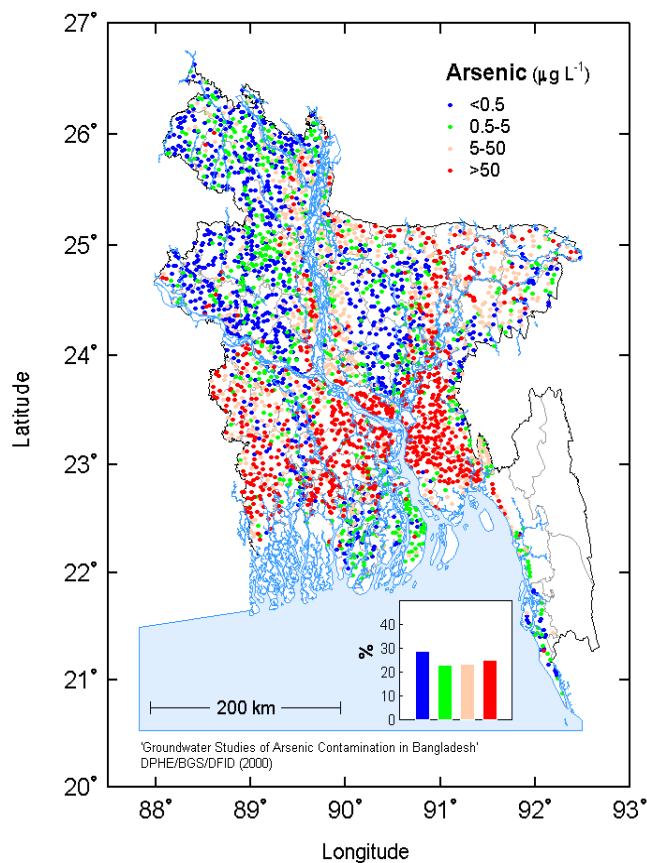 27°
26°
25°
24°
23°
22°
21°
20°
Latitude
Arsenic (µg L⁻¹)
<0.5
0.5-5
5-50
>50
40
30
20
10
0
%
200 km
'Groundwater Studies of Arsenic Contamination in Bangladesh'
DPHE/BGS/DFID (2000)
88° 89° 90° 91° 92° 93°
Longitude